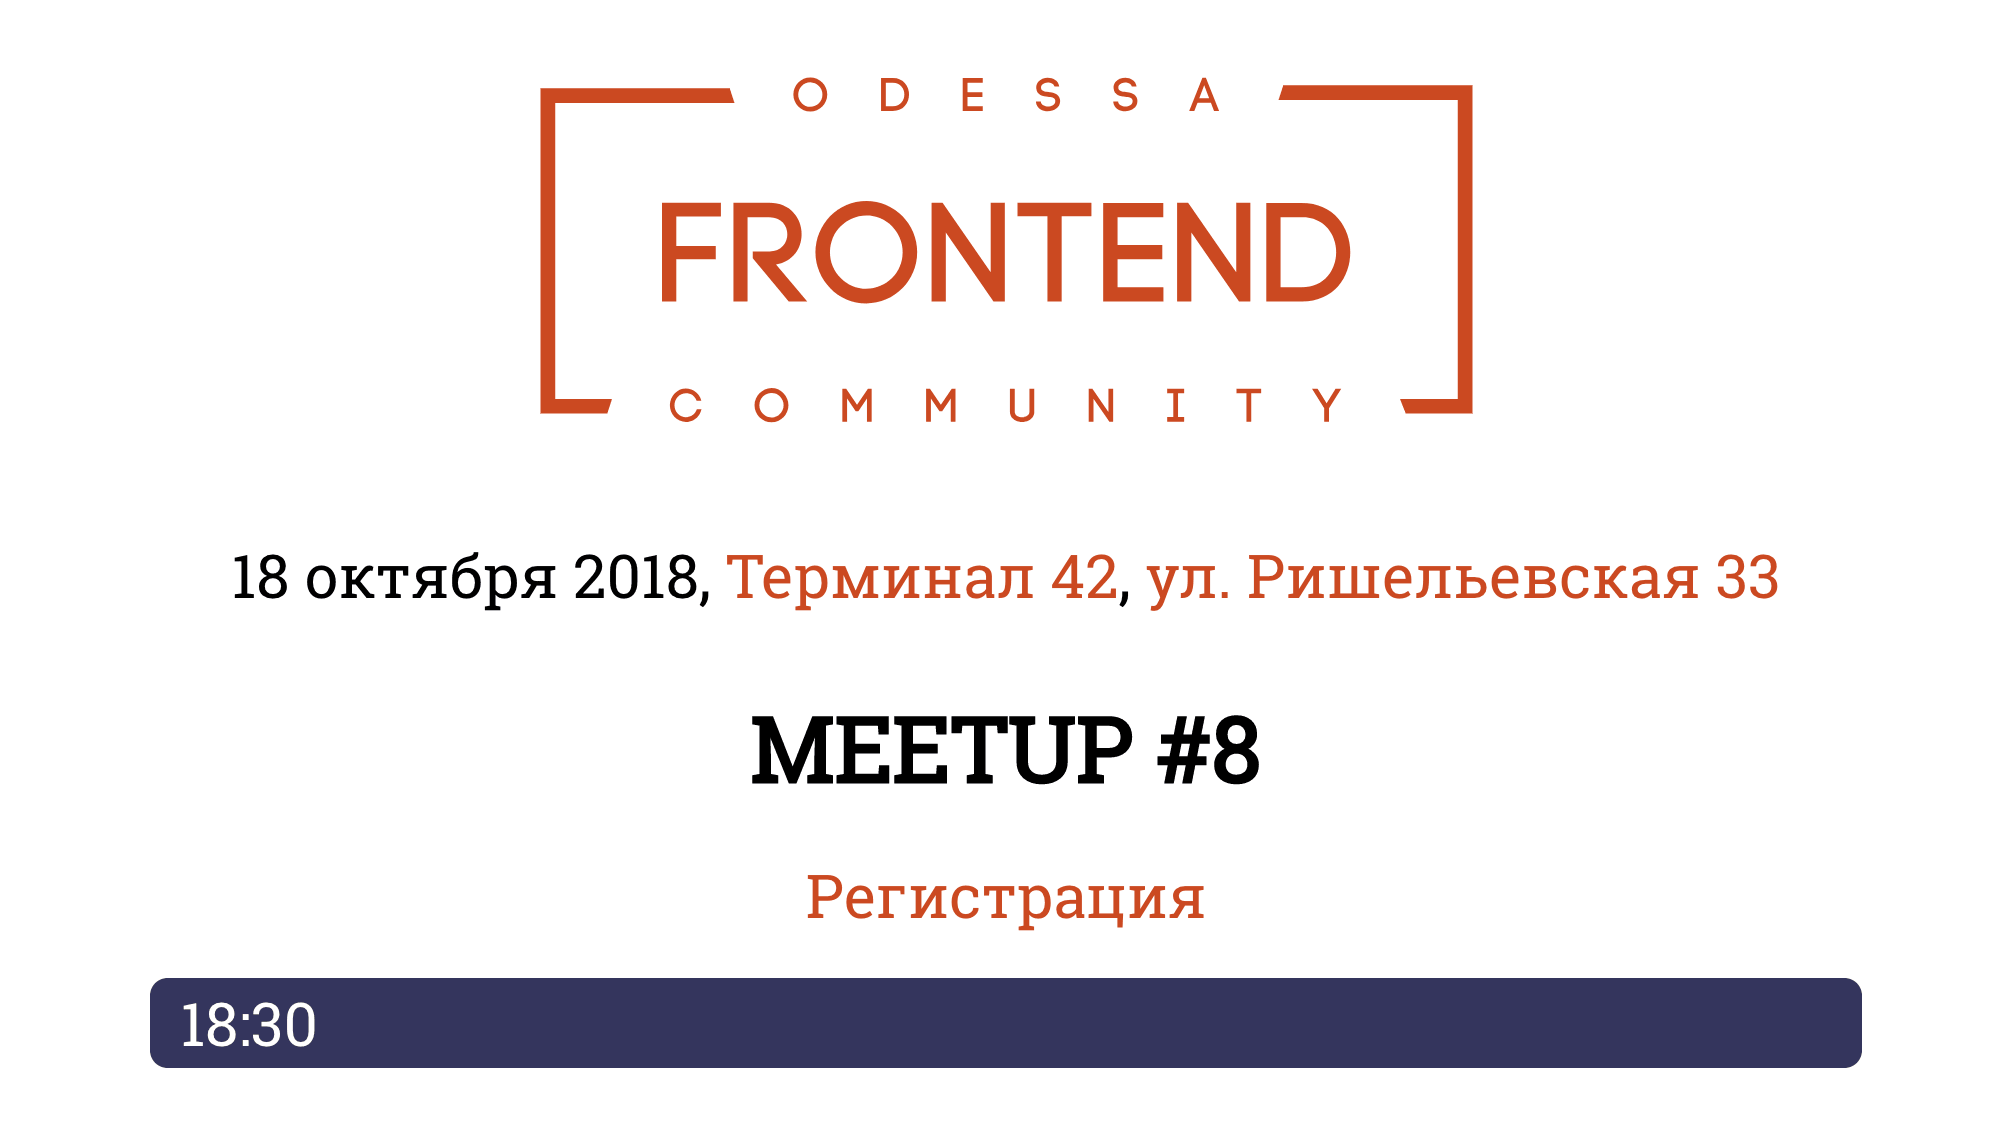 ODESSA
FRONTEND
COMMUNITY
18 октября 2018, Терминал 42, ул. Ришельевская 33
MEETUP #8
Регистрация
18:30